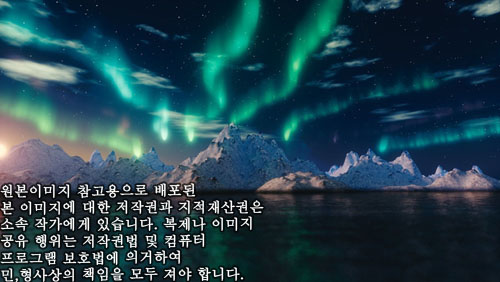 원본이미지 참고용으로 배포된
본 이미지에 대한 저작권과 지적재산권은
소속 작가에게 있습니다. 복제나 이미지
공유 행위는 저작권법 및 컴퓨터
프로그램 보호법에 의거하여
민,형사상의 책임을 모두 져야 합니다.